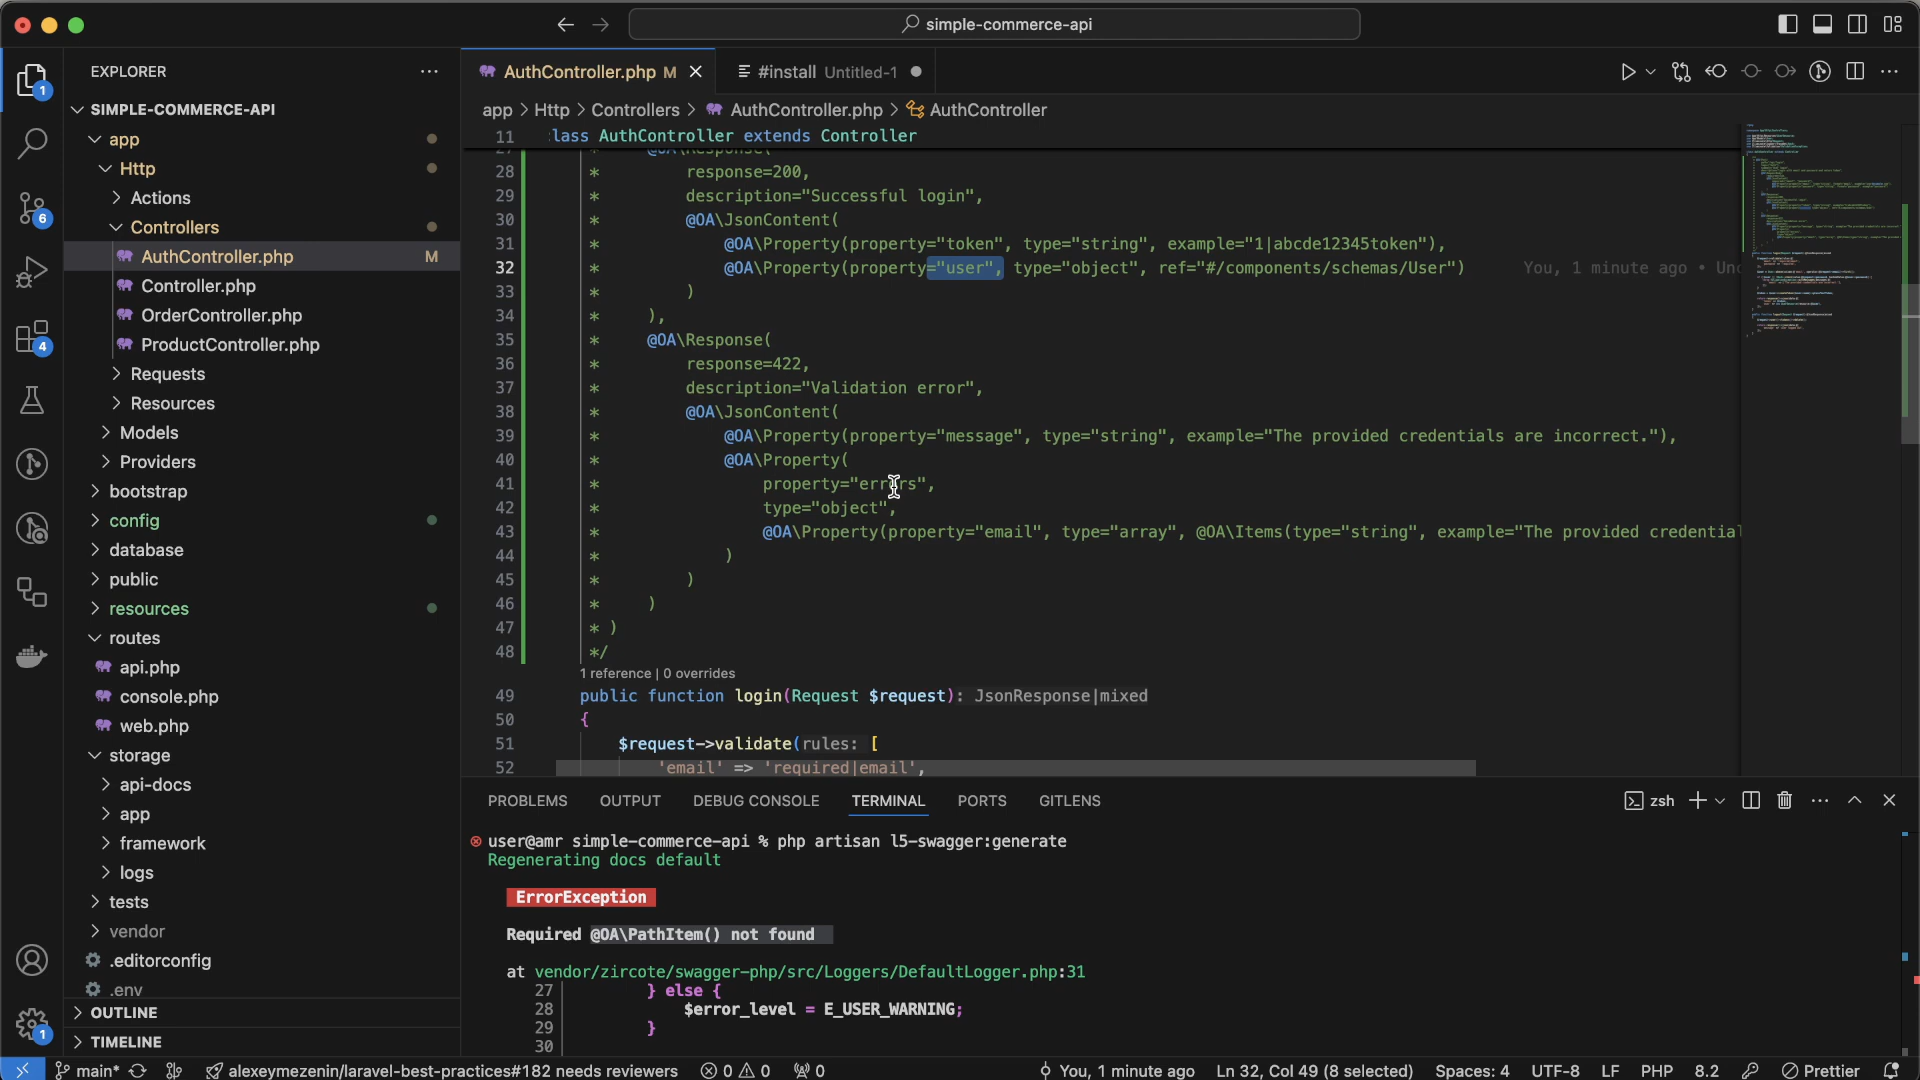 simple-commerce-api
EXPLORER
SIMPLE-COMMERCE-API
app
Http
Actions
Controllers
AuthController.php M
Controller.php
OrderController.php
ProductController.php
Requests
Resources
Models
Providers
bootstrap
config
database
public
resources
routes
api.php
console.php
web.php
storage
api-docs
app
framework
logs
tests
vendor
.editorconfig
.env
OUTLINE
TIMELINE
1
6
4
1
AuthController.php M
#install Untitled-1
app > Http > Controllers > AuthController.php > AuthController
11 lass AuthController extends Controller
27 @OA\Response(
28 * response=200,
29 * description="Successful login",
30 * @OA\JsonContent(
31 * @OA\Property(property="token", type="string", example="1|abcde12345token"),
32 * @OA\Property(property="user", type="object", ref="#/components/schemas/User") You, 1 minute ago • Unc
33 * )
34 * ),
35 * @OA\Response(
36 * response=422,
37 * description="Validation error",
38 * @OA\JsonContent(
39 * @OA\Property(property="message", type="string", example="The provided credentials are incorrect."),
40 * @OA\Property(
41 * property="errors",
42 * type="object",
43 * @OA\Property(property="email", type="array", @OA\Items(type="string", example="The provided credential
44 * )
45 * )
46 * )
47 * )
48 */
1 reference | 0 overrides
49 public function login(Request $request): JsonResponse|mixed
50 {
51 $request->validate(rules: [
52 'email' => 'required|email',
PROBLEMS OUTPUT DEBUG CONSOLE TERMINAL PORTS GITLENS
zsh
user@amr simple-commerce-api % php artisan l5-swagger:generate
Regenerating docs default
ErrorException
Required @OA\PathItem() not found
at vendor/zircote/swagger-php/src/Loggers/DefaultLogger.php:31
27 } else {
28 $error_level = E_USER_WARNING;
29 }
30
main* alexeymezenin/laravel-best-practices#182 needs reviewers 0 0 0 You, 1 minute ago Ln 32, Col 49 (8 selected) Spaces: 4 UTF-8 LF PHP 8.2 Prettier